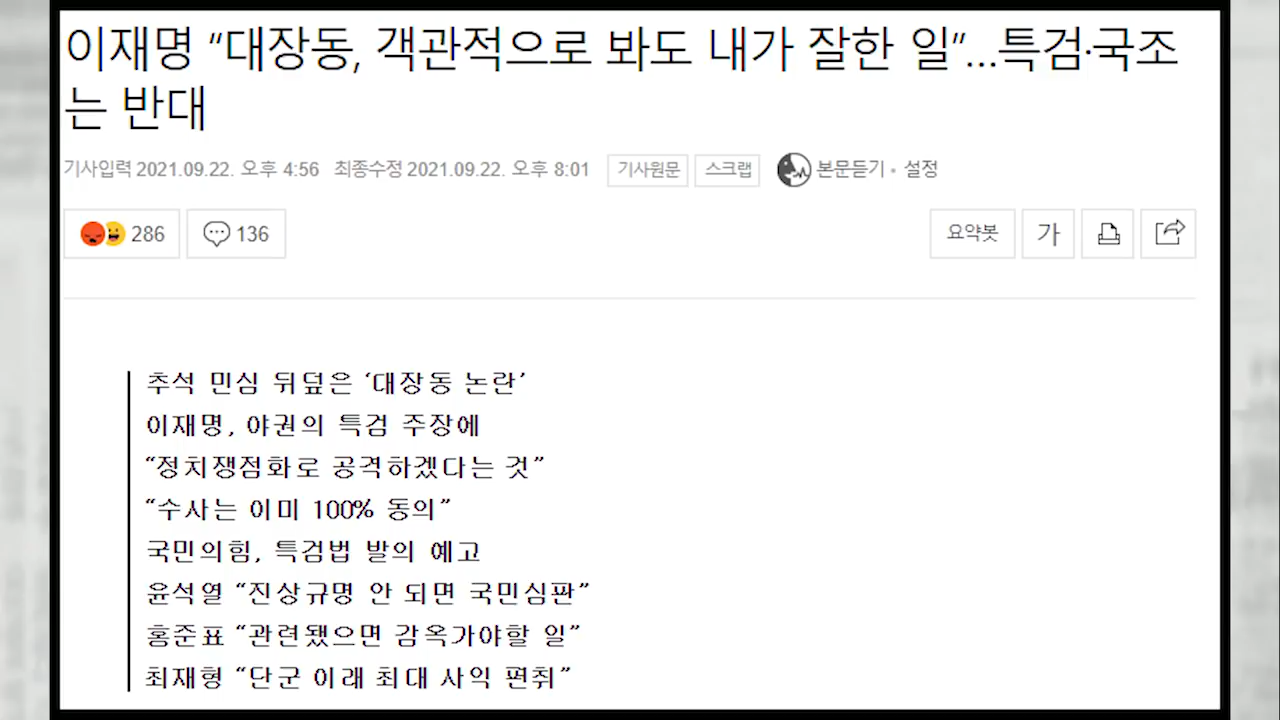 이재명 “대장동, 객관적으로 봐도 내가 잘한 일”…특검·국조
는 반대
기사입력 2021.09.22. 오후 4:56 최종수정 2021.09.22. 오후 8:01 기사원문 스크랩 본문듣기 · 설정
286 136 요약봇 가
추석 민심 뒤덮은 ‘대장동 논란’
이재명, 야권의 특검 주장에
“정치쟁점화로 공격하겠다는 것”
“수사는 이미 100% 동의”
국민의힘, 특검법 발의 예고
윤석열 “진상규명 안 되면 국민심판”
홍준표 “관련됐으면 감옥가야할 일”
최재형 “단군 이래 최대 사익 편취”